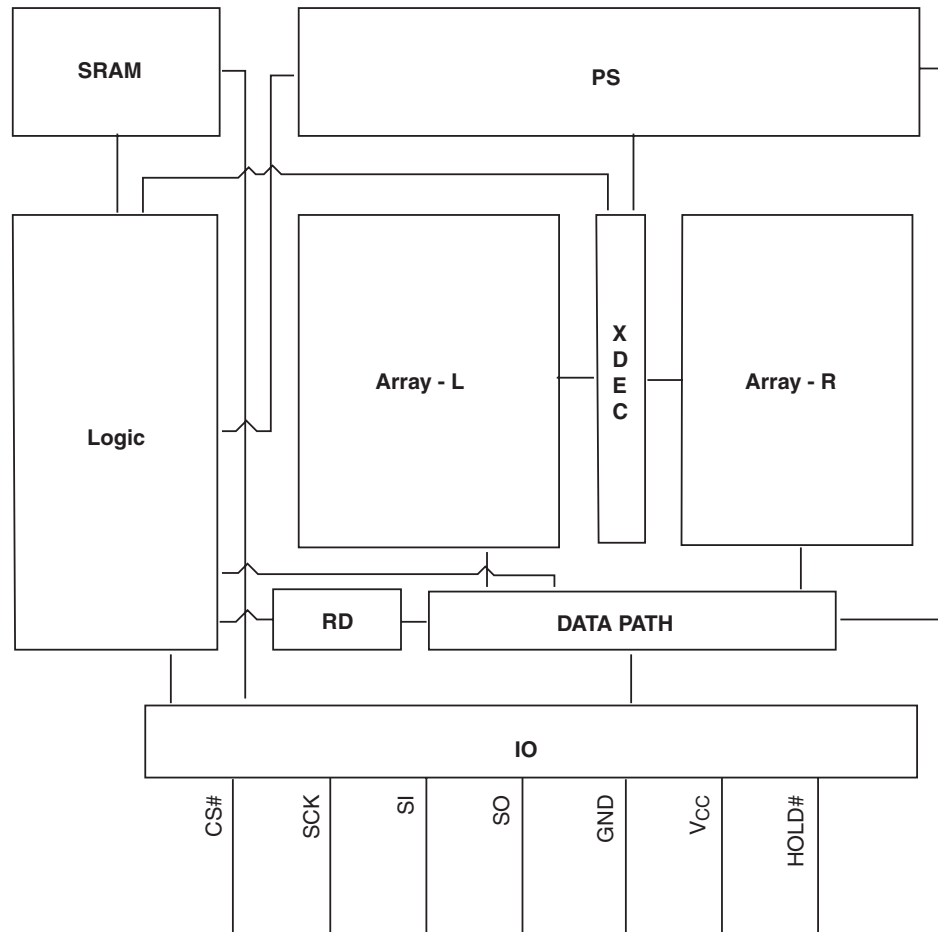 SRAM
PS
Logic
Array - L
X
D
E
C
Array - R
RD
DATA PATH
IO
CS#
SCK
SI
SO
GND
VCC
HOLD#